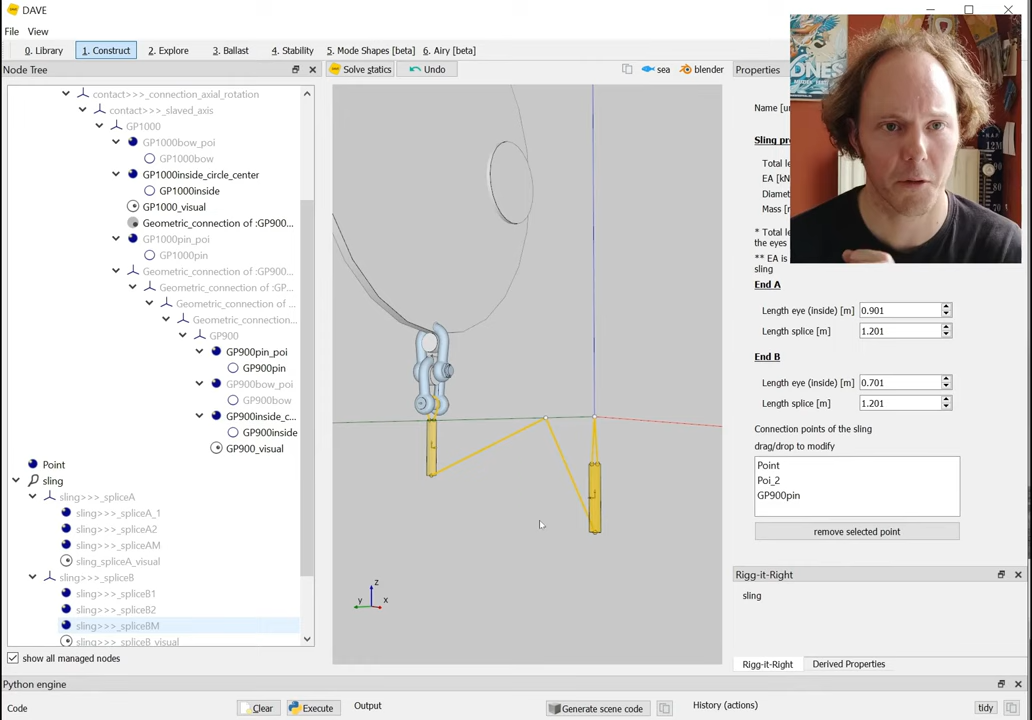 DAVE
File View
0. Library 1. Construct 2. Explore 3. Ballast 4. Stability 5. Mode Shapes [beta] 6. Airy [beta]
Node Tree
contact>>>_connection_axial_rotation
contact>>>_slaved_axis
GP1000
GP1000bow_poi
GP1000bow
GP1000inside_circle_center
GP1000inside
GP1000_visual
Geometric_connection of :GP900...
GP1000pin_poi
GP1000pin
Geometric_connection of :GP900...
Geometric_connection of :GP900...
Geometric_connection of ...
Geometric_connection...
GP900
GP900pin_poi
GP900pin
GP900bow_poi
GP900bow
GP900inside_c...
GP900inside
GP900_visual
Point
sling
sling>>>_spliceA
sling>>>_spliceA_1
sling>>>_spliceA2
sling>>>_spliceAM
sling_spliceA_visual
sling>>>_spliceB
sling>>>_spliceB1
sling>>>_spliceB2
sling>>>_spliceBM
sling>>>_spliceB_visual
show all managed nodes
Solve statics Undo
sea blender
z
y
x
Properties
Name [u
Sling pr
Total le
EA [kN
Diamet
Mass [
* Total le
the eyes
** EA is
sling
End A
Length eye (inside) [m] 0.901
Length splice [m] 1.201
End B
Length eye (inside) [m] 0.701
Length splice [m] 1.201
Connection points of the sling
drag/drop to modify
Point
Poi_2
GP900pin
remove selected point
Rigg-it-Right
sling
Rigg-it-Right Derived Properties
Python engine
Code Clear Execute Output Generate scene code History (actions) tidy